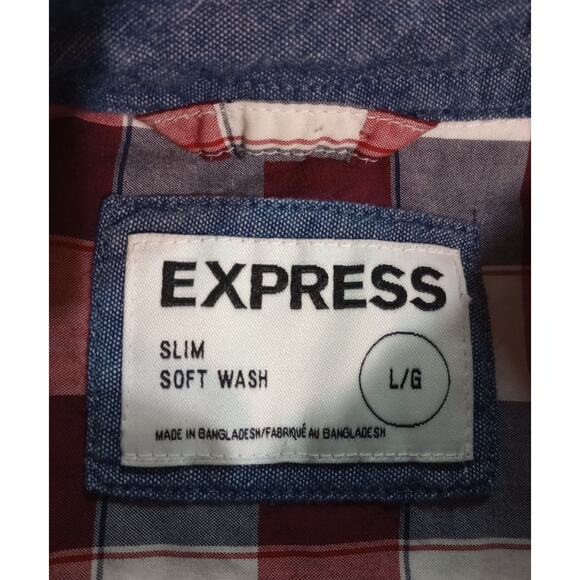 EXPRESS
SLIM
SOFT WASH
L/G
MADE IN BANGLADESH/FABRIQUÉ AU BANGLADESH